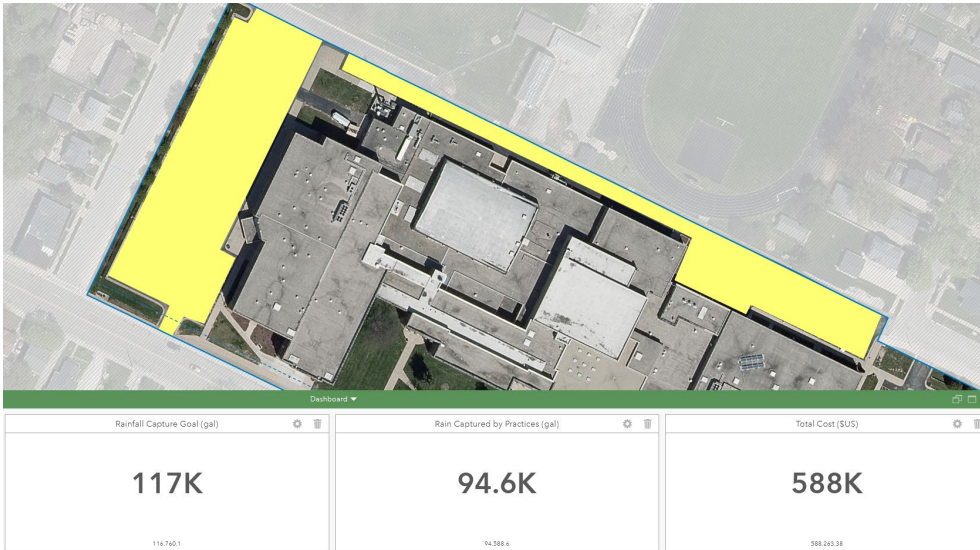 Dashboard
Rainfall Capture Goal (gal)
Rain Captured by Practices (gal)
Total Cost ($US)
117K
94.6K
588K
116,760.1
94,588.6
588,263.38